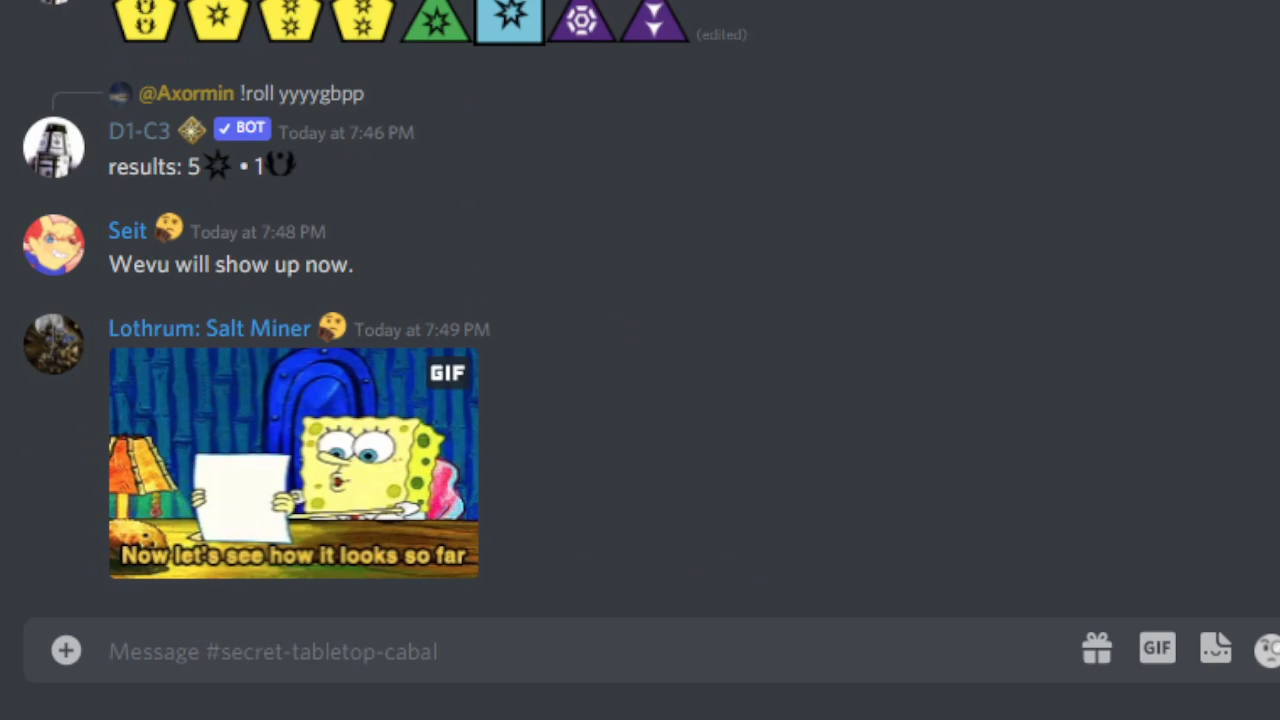 (edited)
@Axormin !roll yyyygbpp
D1-C3 ✓ BOT Today at 7:46 PM
results: 5 • 1
Seit Today at 7:48 PM
Wevu will show up now.
Lothrum: Salt Miner Today at 7:49 PM
GIF
Now let's see how it looks so far
Message #secret-tabletop-cabal
GIF